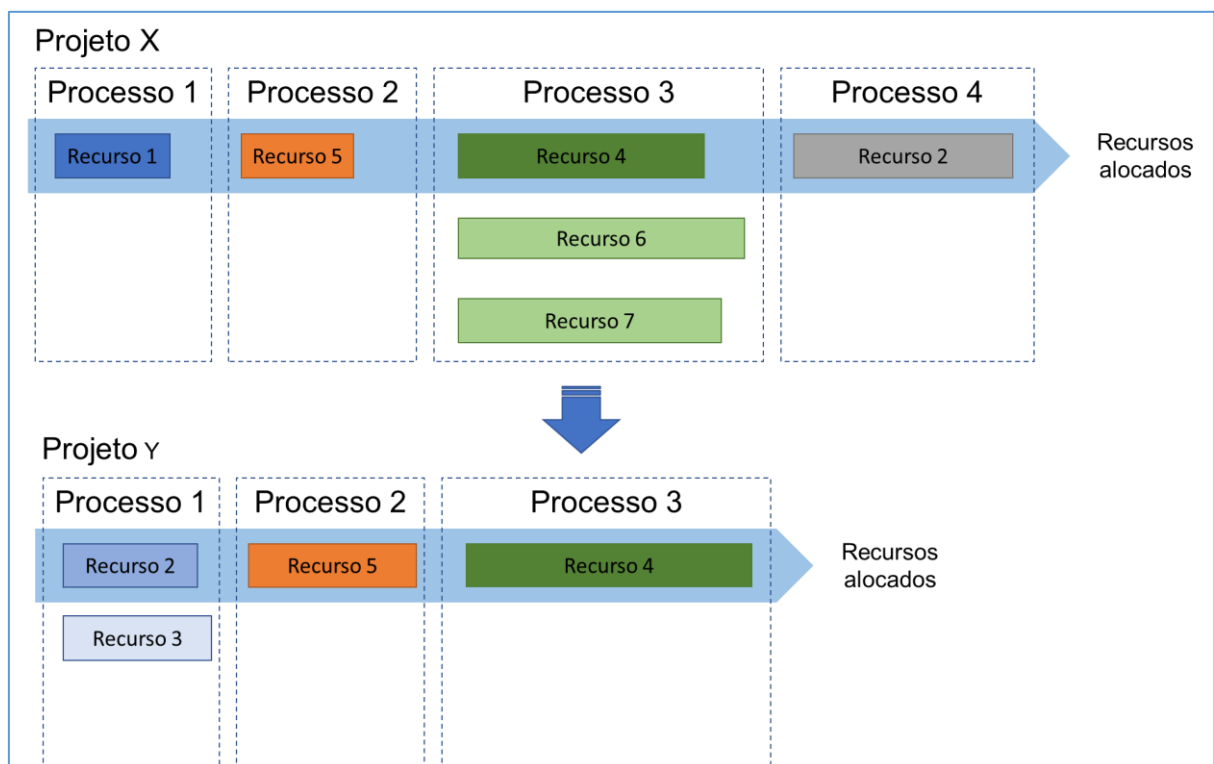 Projeto X
Processo 1
Processo 2
Processo 3
Processo 4
Recurso 1
Recurso 5
Recurso 4
Recurso 2
Recursos
alocados
Recurso 6
Recurso 7
Projeto Y
Processo 1
Processo 2
Processo 3
Recurso 2
Recurso 5
Recurso 4
Recursos
alocados
Recurso 3